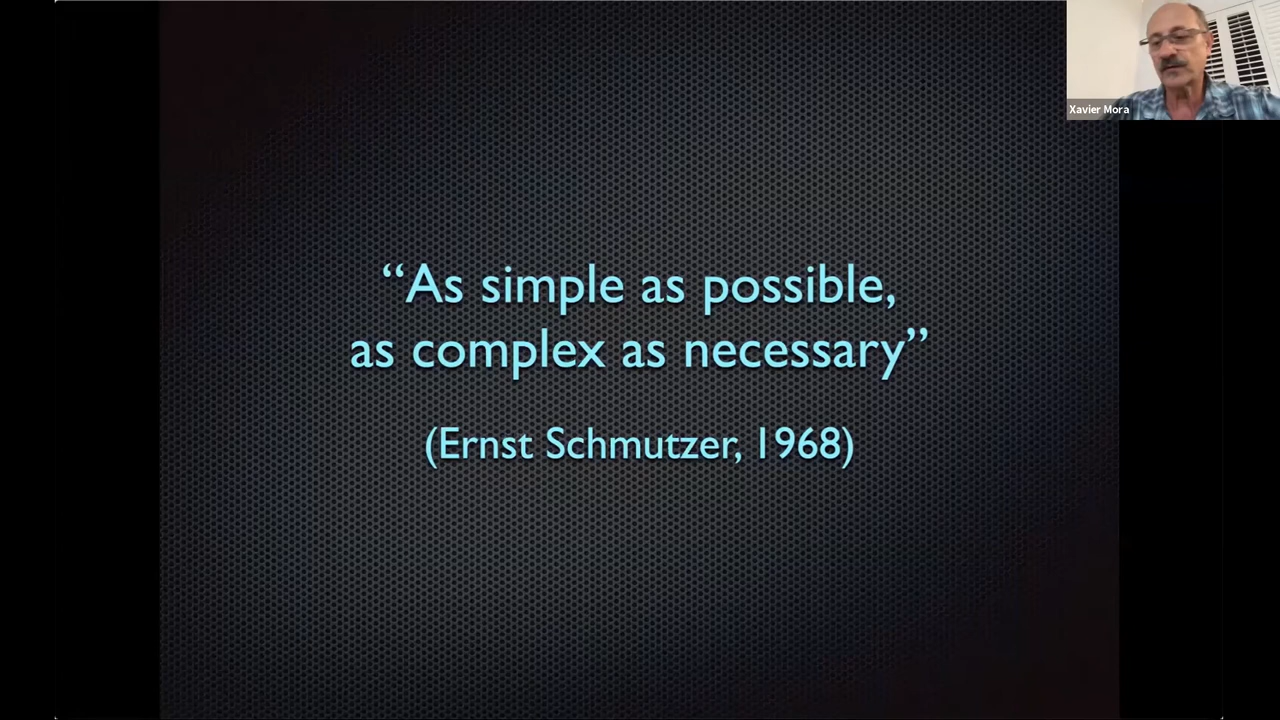 “As simple as possible,
as complex as necessary”
(Ernst Schmutzer, 1968)
Xavier Mora